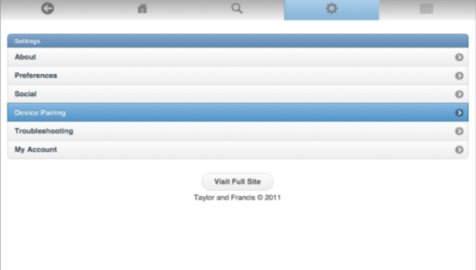 Settings
About
Preferences
Social
Device Pairing
Troubleshooting
My Account
Visit Full Site
Taylor and Francis © 2011